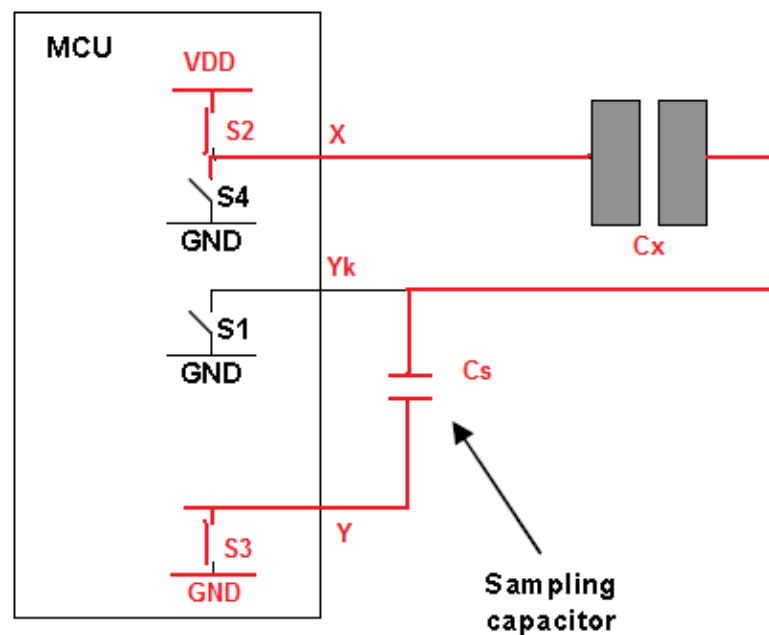 MCU
VDD
S2
X
S4
GND
Cx
Yk
S1
GND
Cs
Y
S3
GND
Sampling
capacitor